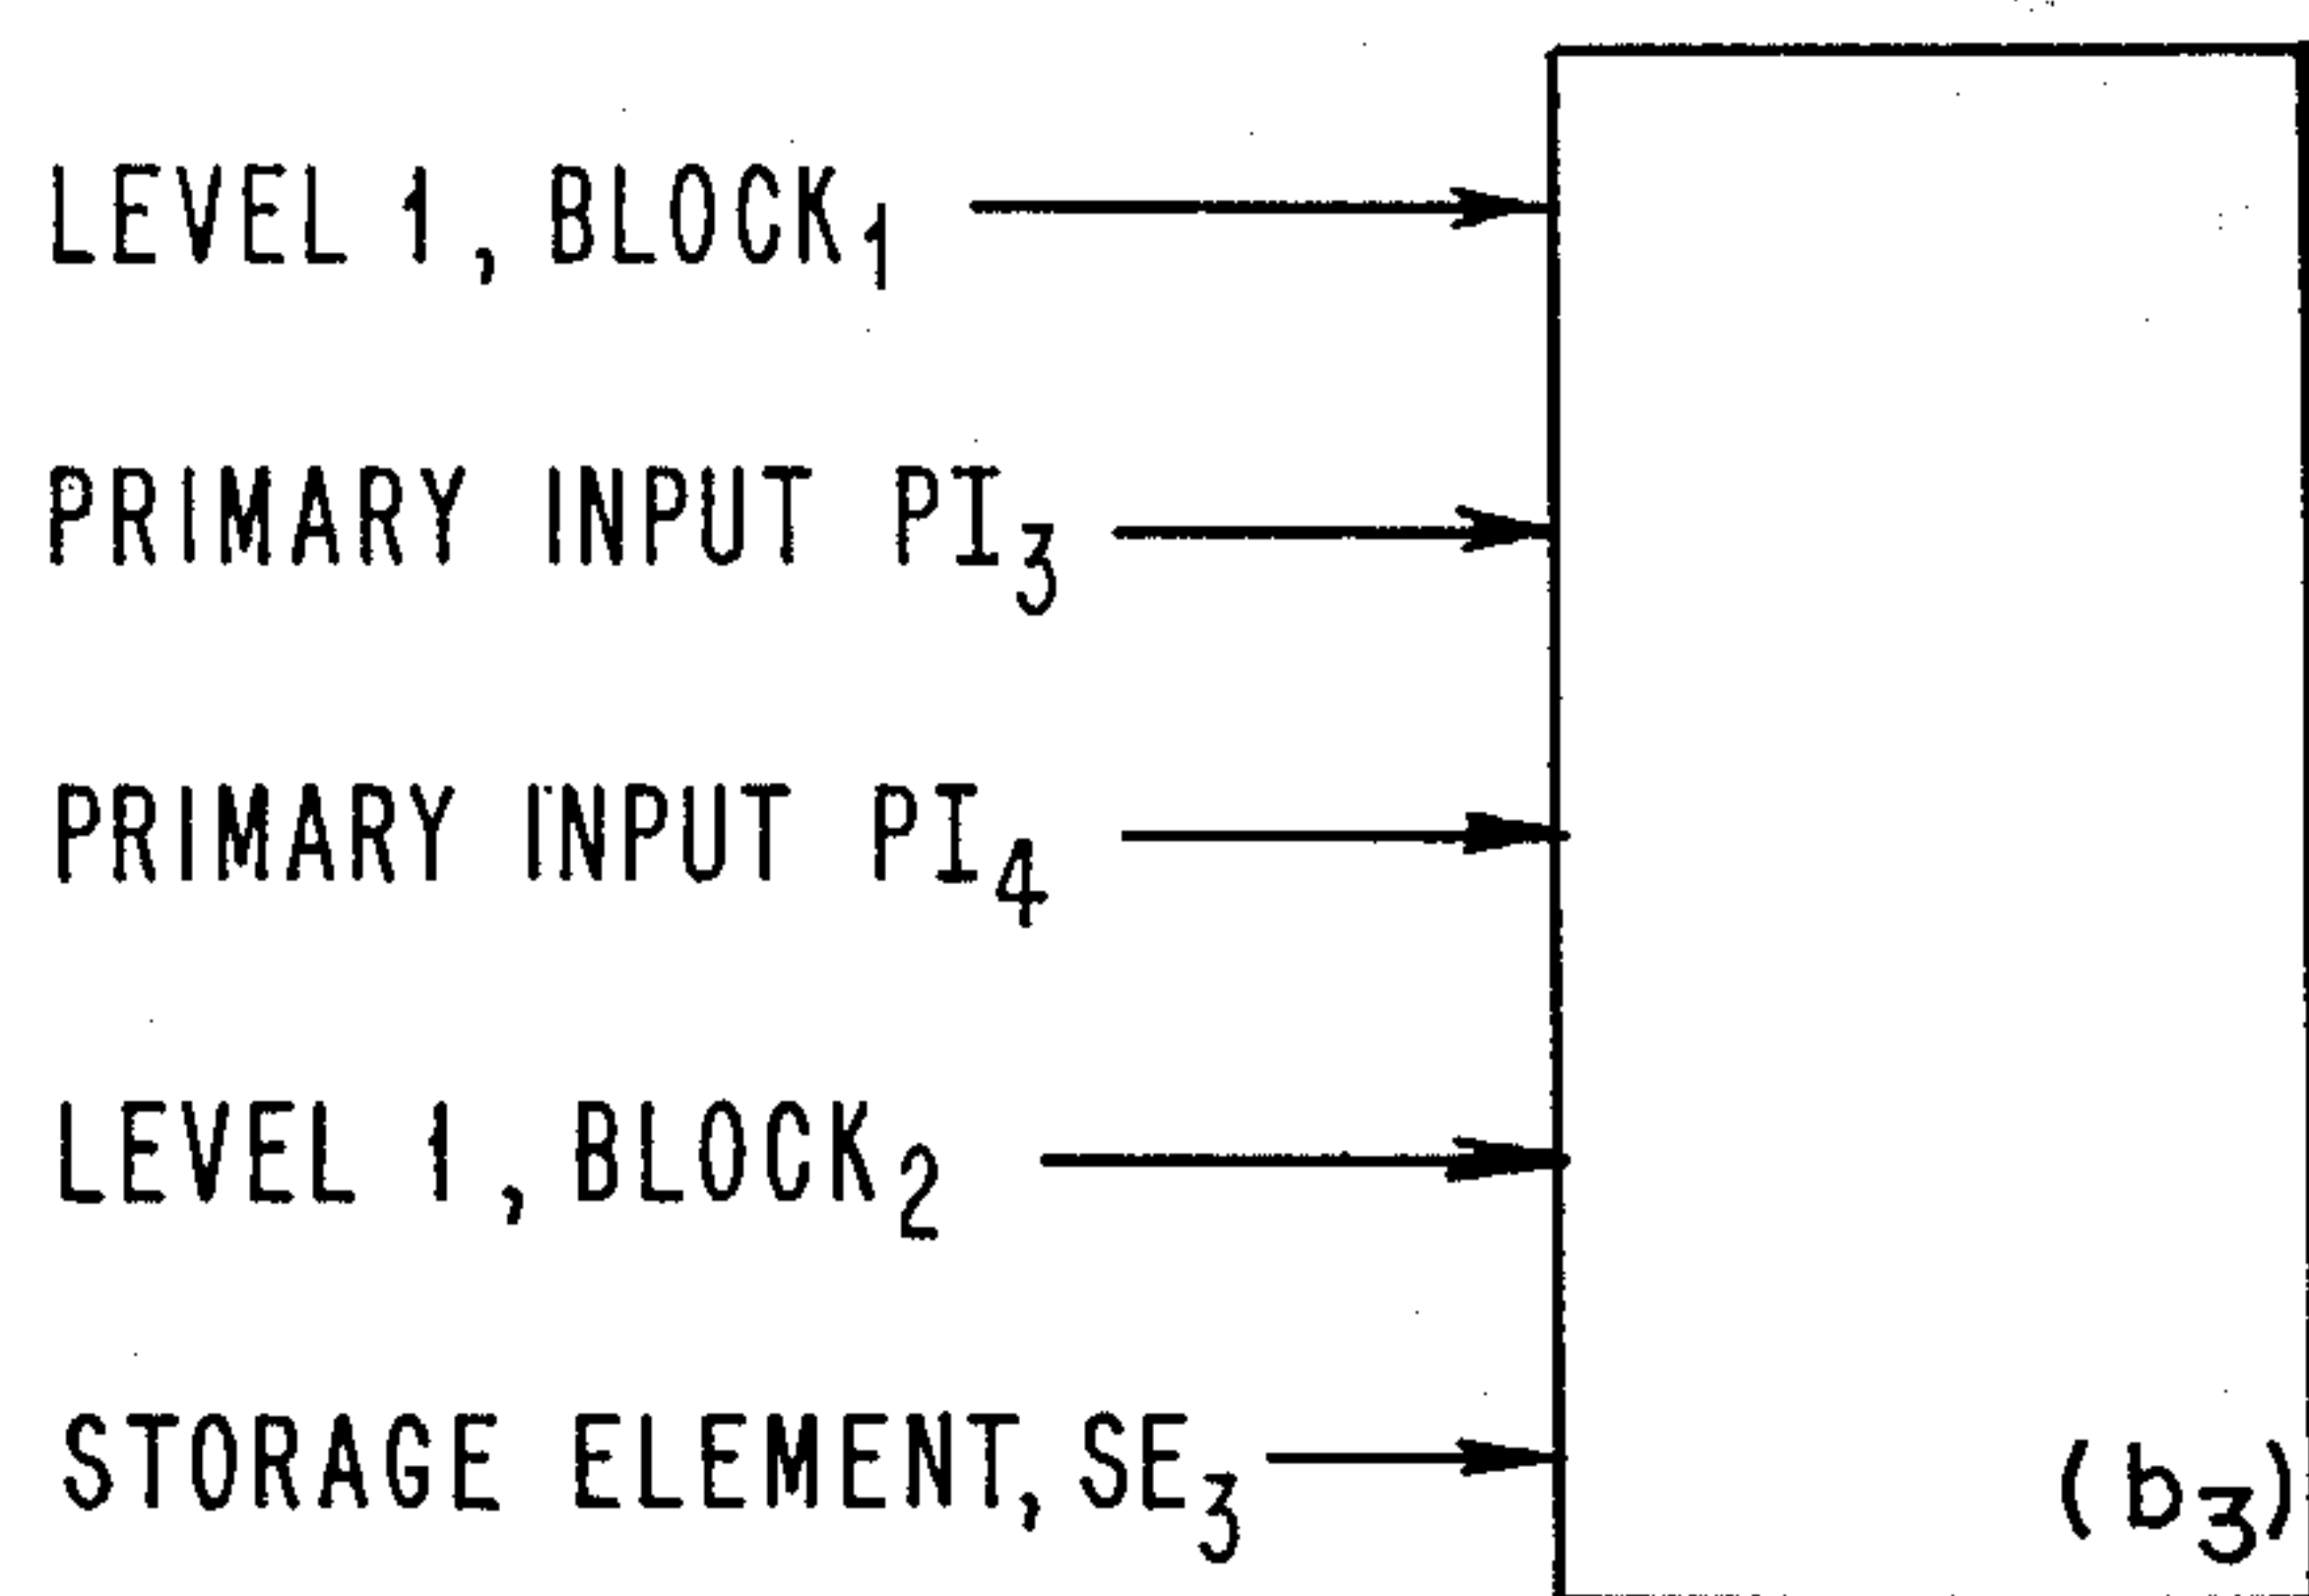 LEVEL 1, BLOCK₁
PRIMARY INPUT PI₃
PRIMARY INPUT PI₄
LEVEL 1, BLOCK₂
STORAGE ELEMENT, SE₃
(b₃)